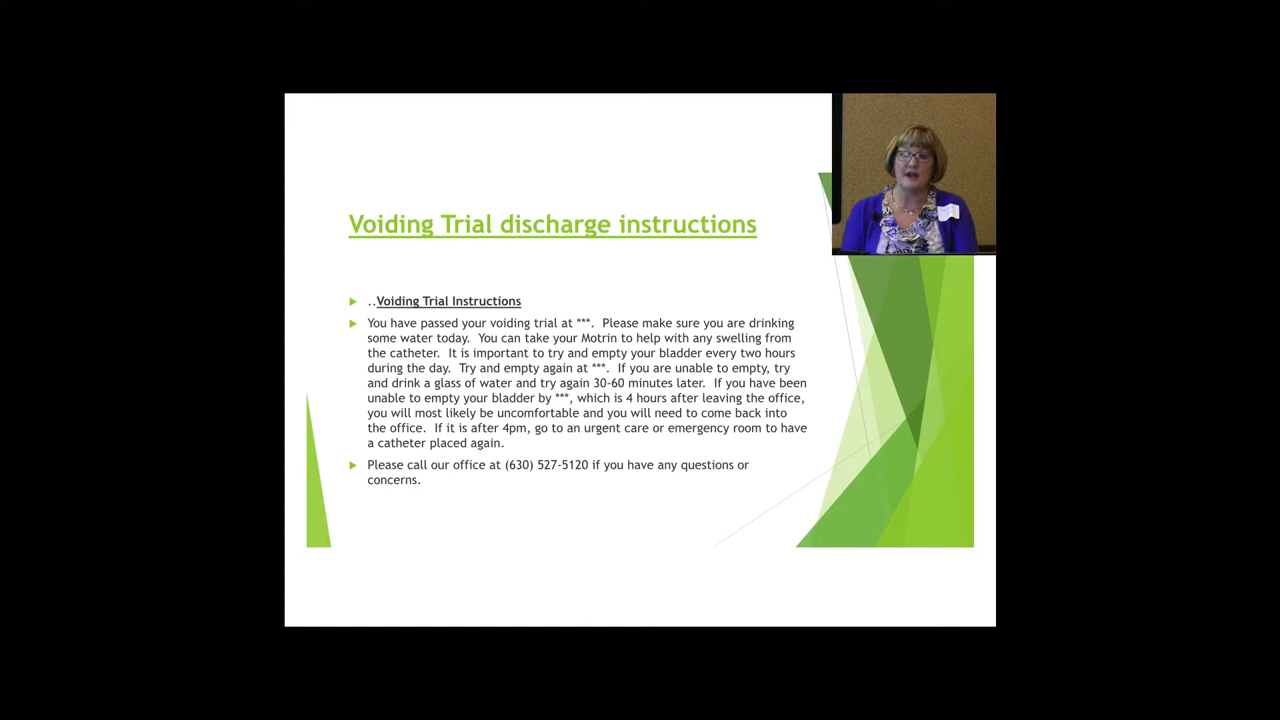 Voiding Trial discharge instructions
..Voiding Trial Instructions
You have passed your voiding trial at ***.  Please make sure you are drinking
some water today.  You can take your Motrin to help with any swelling from
the catheter.  It is important to try and empty your bladder every two hours
during the day.  Try and empty again at ***.  If you are unable to empty, try
and drink a glass of water and try again 30-60 minutes later.  If you have been
unable to empty your bladder by ***, which is 4 hours after leaving the office,
you will most likely be uncomfortable and you will need to come back into
the office.  If it is after 4pm, go to an urgent care or emergency room to have
a catheter placed again.
Please call our office at (630) 527-5120 if you have any questions or
concerns.